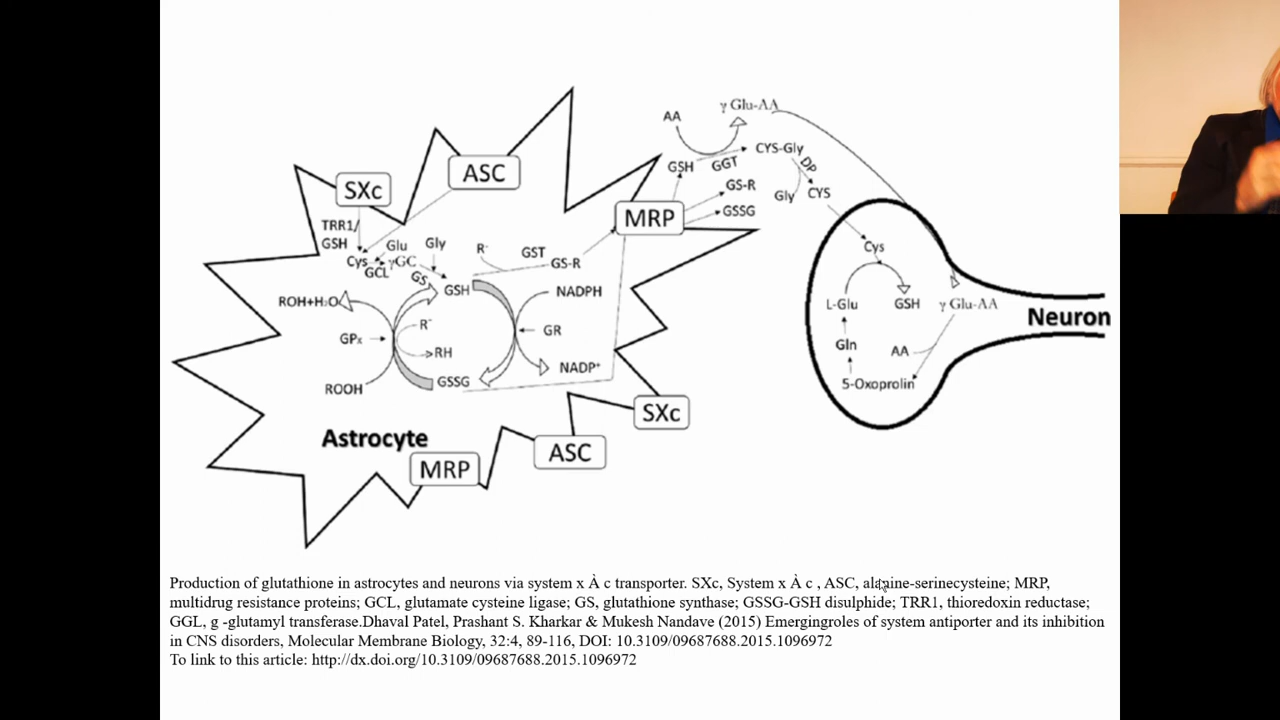 γ Glu-AA
AA
CYS-Gly
GSH
GGT
DP
GS-R
Gly
CYS
GSSG
ASC
SXc
MRP
TRR1/
GSH
Glu
Gly
Cys
γGC
GCL
GS
R-
GST
GS-R
GSH
NADPH
ROH+H₂O
R-
GR
GPx
RH
NADP+
ROOH
GSSG
Cys
L-Glu
GSH
γ Glu-AA
Neuron
Gln
AA
5-Oxoprolin
SXc
Astrocyte
ASC
MRP
Production of glutathione in astrocytes and neurons via system x À c transporter. SXc, System x À c , ASC, alanine-serinecysteine; MRP,
multidrug resistance proteins; GCL, glutamate cysteine ligase; GS, glutathione synthase; GSSG-GSH disulphide; TRR1, thioredoxin reductase;
GGL, g -glutamyl transferase.Dhaval Patel, Prashant S. Kharkar & Mukesh Nandave (2015) Emergingroles of system antiporter and its inhibition
in CNS disorders, Molecular Membrane Biology, 32:4, 89-116, DOI: 10.3109/09687688.2015.1096972
To link to this article: http://dx.doi.org/10.3109/09687688.2015.1096972